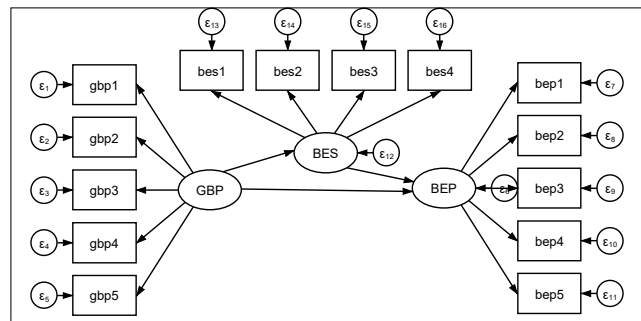 ε13 ε14 ε15 ε16
bes1 bes2 bes3 bes4
ε1 gbp1 bep1 ε7
ε2 gbp2 bep2 ε8
BES ε12
ε3 gbp3 GBP BEP ε6 bep3 ε9
ε4 gbp4 bep4 ε10
ε5 gbp5 bep5 ε11